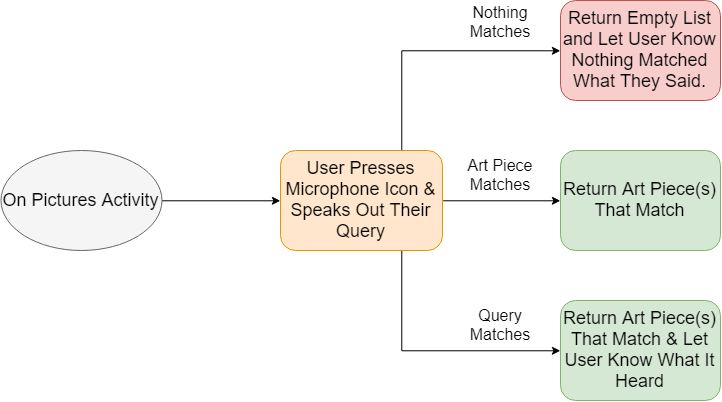 On Pictures Activity
User Presses
Microphone Icon &
Speaks Out Their
Query
Nothing
Matches
Return Empty List
and Let User Know
Nothing Matched
What They Said.
Art Piece
Matches
Return Art Piece(s)
That Match
Query
Matches
Return Art Piece(s)
That Match & Let
User Know What It
Heard